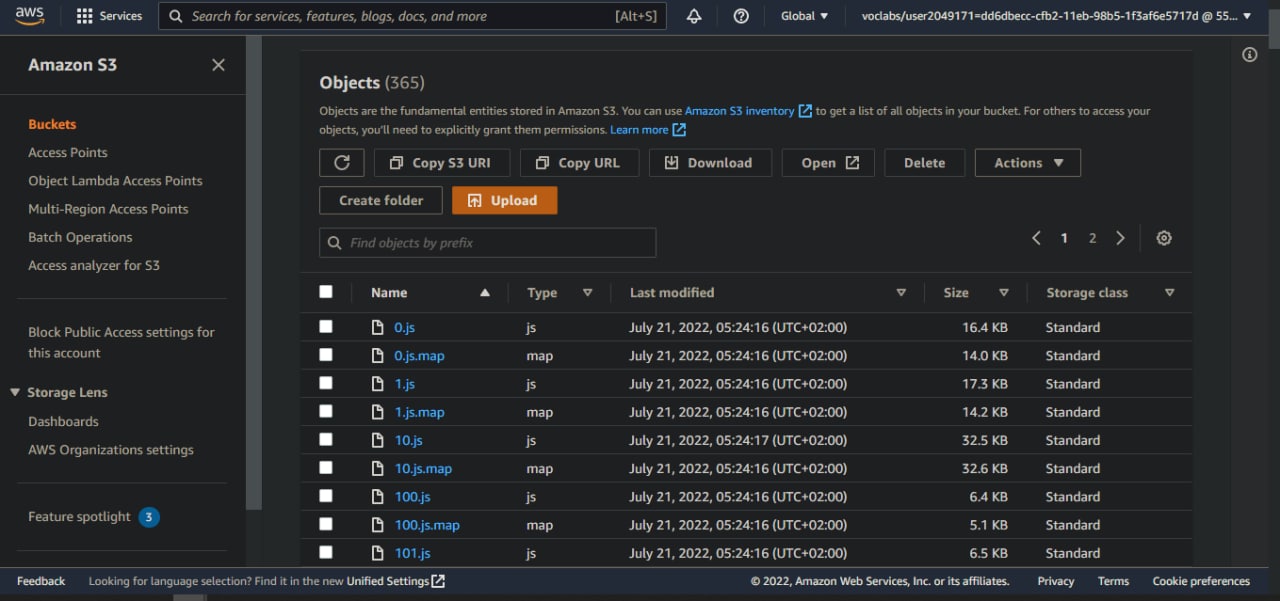 aws Services Search for services, features, blogs, docs, and more [Alt+S] Global voclabs/user2049171=dd6dbecc-cfb2-11eb-98b5-1f3af6e5717d @ 55...
Amazon S3
Buckets
Access Points
Object Lambda Access Points
Multi-Region Access Points
Batch Operations
Access analyzer for S3
Block Public Access settings for
this account
Storage Lens
Dashboards
AWS Organizations settings
Feature spotlight 3
Objects (365)
Objects are the fundamental entities stored in Amazon S3. You can use Amazon S3 inventory to get a list of all objects in your bucket. For others to access your
objects, you'll need to explicitly grant them permissions. Learn more
Copy S3 URI Copy URL Download Open Delete Actions
Create folder Upload
Find objects by prefix 1 2
Name Type Last modified Size Storage class
0.js js July 21, 2022, 05:24:16 (UTC+02:00) 16.4 KB Standard
0.js.map map July 21, 2022, 05:24:16 (UTC+02:00) 14.0 KB Standard
1.js js July 21, 2022, 05:24:16 (UTC+02:00) 17.3 KB Standard
1.js.map map July 21, 2022, 05:24:16 (UTC+02:00) 14.2 KB Standard
10.js js July 21, 2022, 05:24:17 (UTC+02:00) 32.5 KB Standard
10.js.map map July 21, 2022, 05:24:16 (UTC+02:00) 32.6 KB Standard
100.js js July 21, 2022, 05:24:16 (UTC+02:00) 6.4 KB Standard
100.js.map map July 21, 2022, 05:24:16 (UTC+02:00) 5.1 KB Standard
101.js js July 21, 2022, 05:24:16 (UTC+02:00) 6.5 KB Standard
Feedback Looking for language selection? Find it in the new Unified Settings © 2022, Amazon Web Services, Inc. or its affiliates. Privacy Terms Cookie preferences